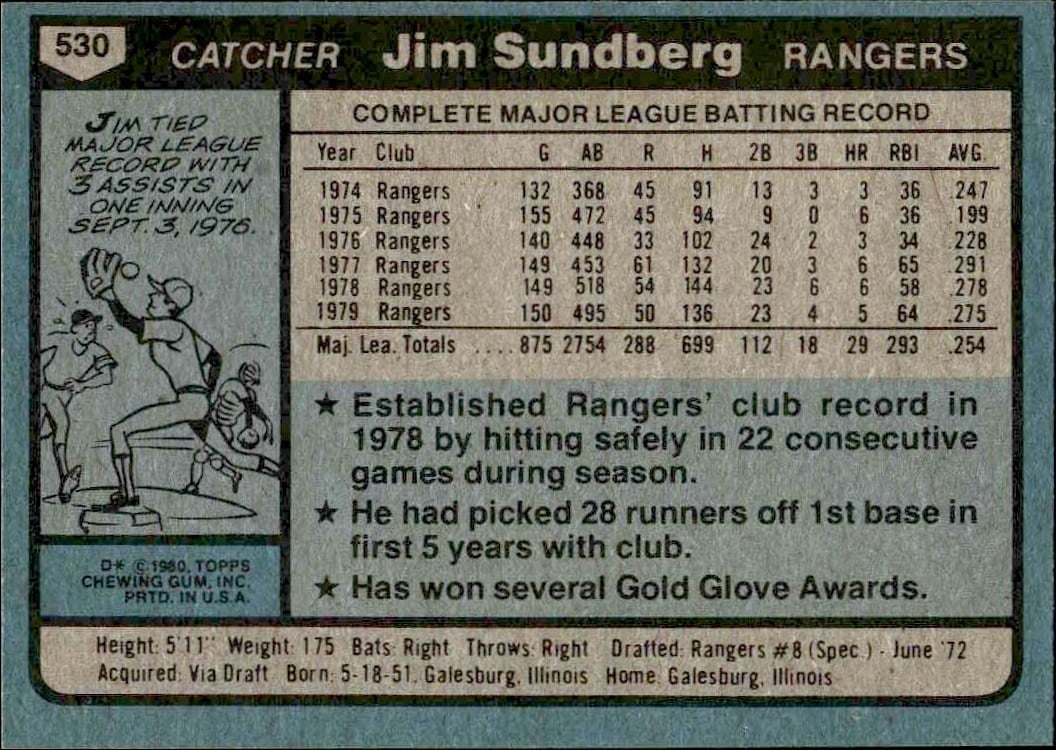 530 CATCHER Jim Sundberg RANGERS
JIM TIED
MAJOR LEAGUE
RECORD WITH
3 ASSISTS IN
ONE INNING
SEPT. 3, 1976.
D* © 1980, TOPPS
CHEWING GUM, INC.
PRTD. IN U.S.A.
COMPLETE MAJOR LEAGUE BATTING RECORD
Year Club G AB R H 2B 3B HR RBI AVG.
1974 Rangers 132 368 45 91 13 3 3 36 .247
1975 Rangers 155 472 45 94 9 0 6 36 .199
1976 Rangers 140 448 33 102 24 2 3 34 .228
1977 Rangers 149 453 61 132 20 3 6 65 .291
1978 Rangers 149 518 54 144 23 6 6 58 .278
1979 Rangers 150 495 50 136 23 4 5 64 .275
Maj. Lea. Totals ....875 2754 288 699 112 18 29 293 .254
★ Established Rangers' club record in
1978 by hitting safely in 22 consecutive
games during season.
★ He had picked 28 runners off 1st base in
first 5 years with club.
★ Has won several Gold Glove Awards.
Height: 5'11" Weight: 175 Bats: Right Throws: Right Drafted: Rangers #8 (Spec.) - June '72
Acquired: Via Draft Born: 5-18-51, Galesburg, Illinois Home: Galesburg, Illinois